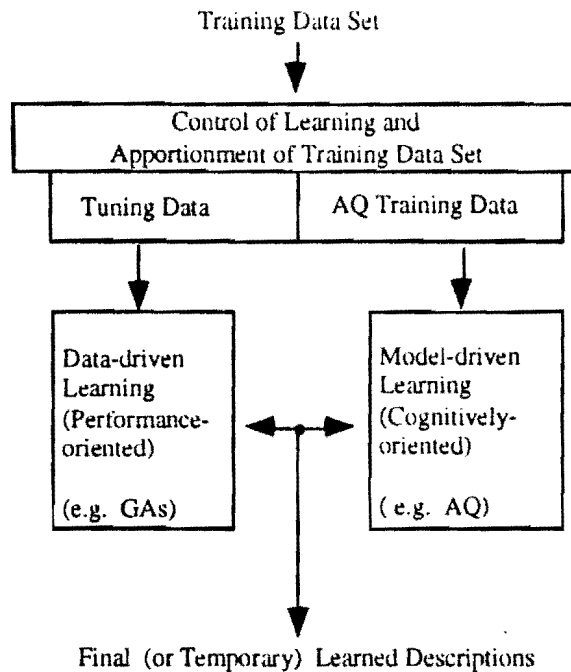 Training Data Set
Control of Learning and
Apportionment of Training Data Set
Tuning Data
AQ Training Data
Data-driven
Learning
(Performance-
oriented)
(e.g. GAs)
Model-driven
Learning
(Cognitively-
oriented)
( e.g. AQ)
Final (or Temporary) Learned Descriptions